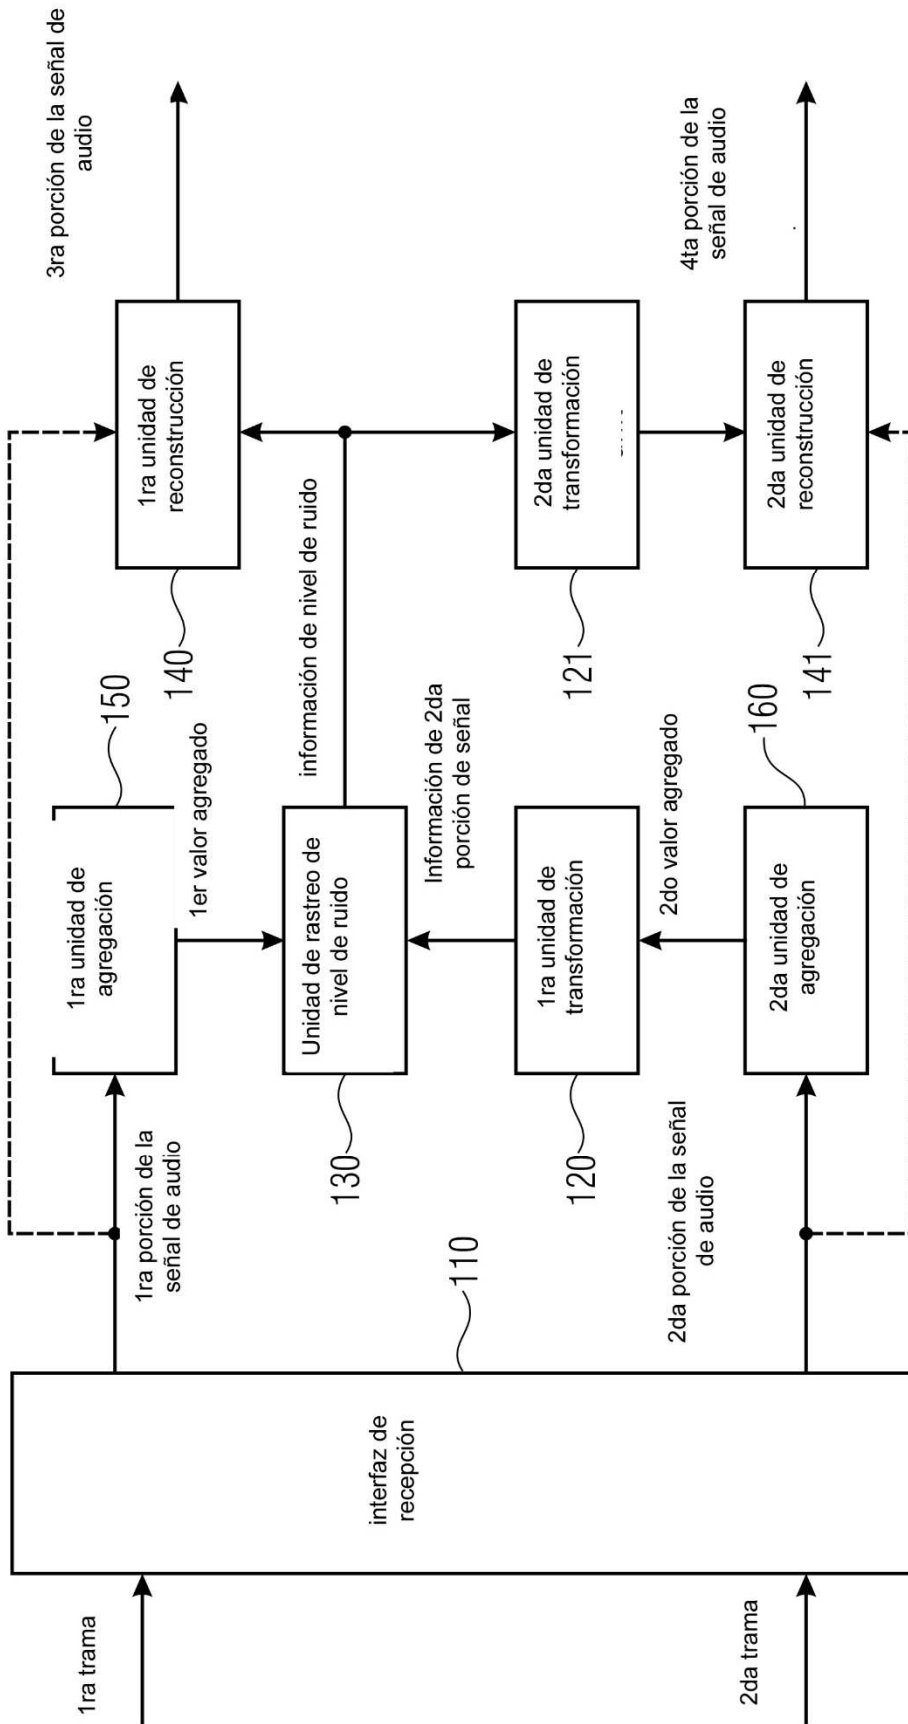 1ra trama
2da trama
interfaz de
recepción
110
1ra porción de la
señal de audio
2da porción de la señal
de audio
1ra unidad de
agregación
150
1er valor agregado
Unidad de rastreo de
nivel de ruido
130
Información de 2da
porción de señal
1ra unidad de
transformación
120
2do valor agregado
2da unidad de
agregación
160
información de nivel de ruido
1ra unidad de
reconstrucción
140
2da unidad de
transformación
121
2da unidad de
reconstrucción
141
3ra porción de la señal de
audio
4ta porción de la
señal de audio